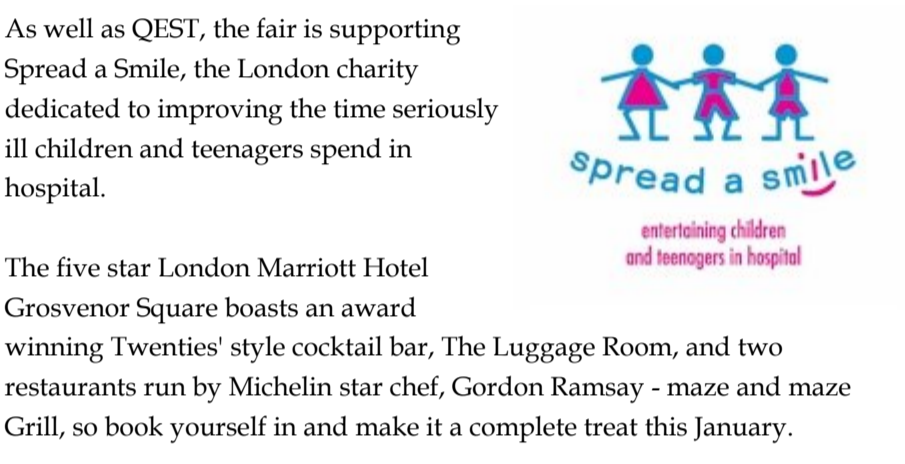 As well as QEST, the fair is supporting
Spread a Smile, the London charity
dedicated to improving the time seriously
ill children and teenagers spend in
hospital.
spread a smile
entertaining children
and teenagers in hospital
The five star London Marriott Hotel
Grosvenor Square boasts an award
winning Twenties' style cocktail bar, The Luggage Room, and two
restaurants run by Michelin star chef, Gordon Ramsay - maze and maze
Grill, so book yourself in and make it a complete treat this January.